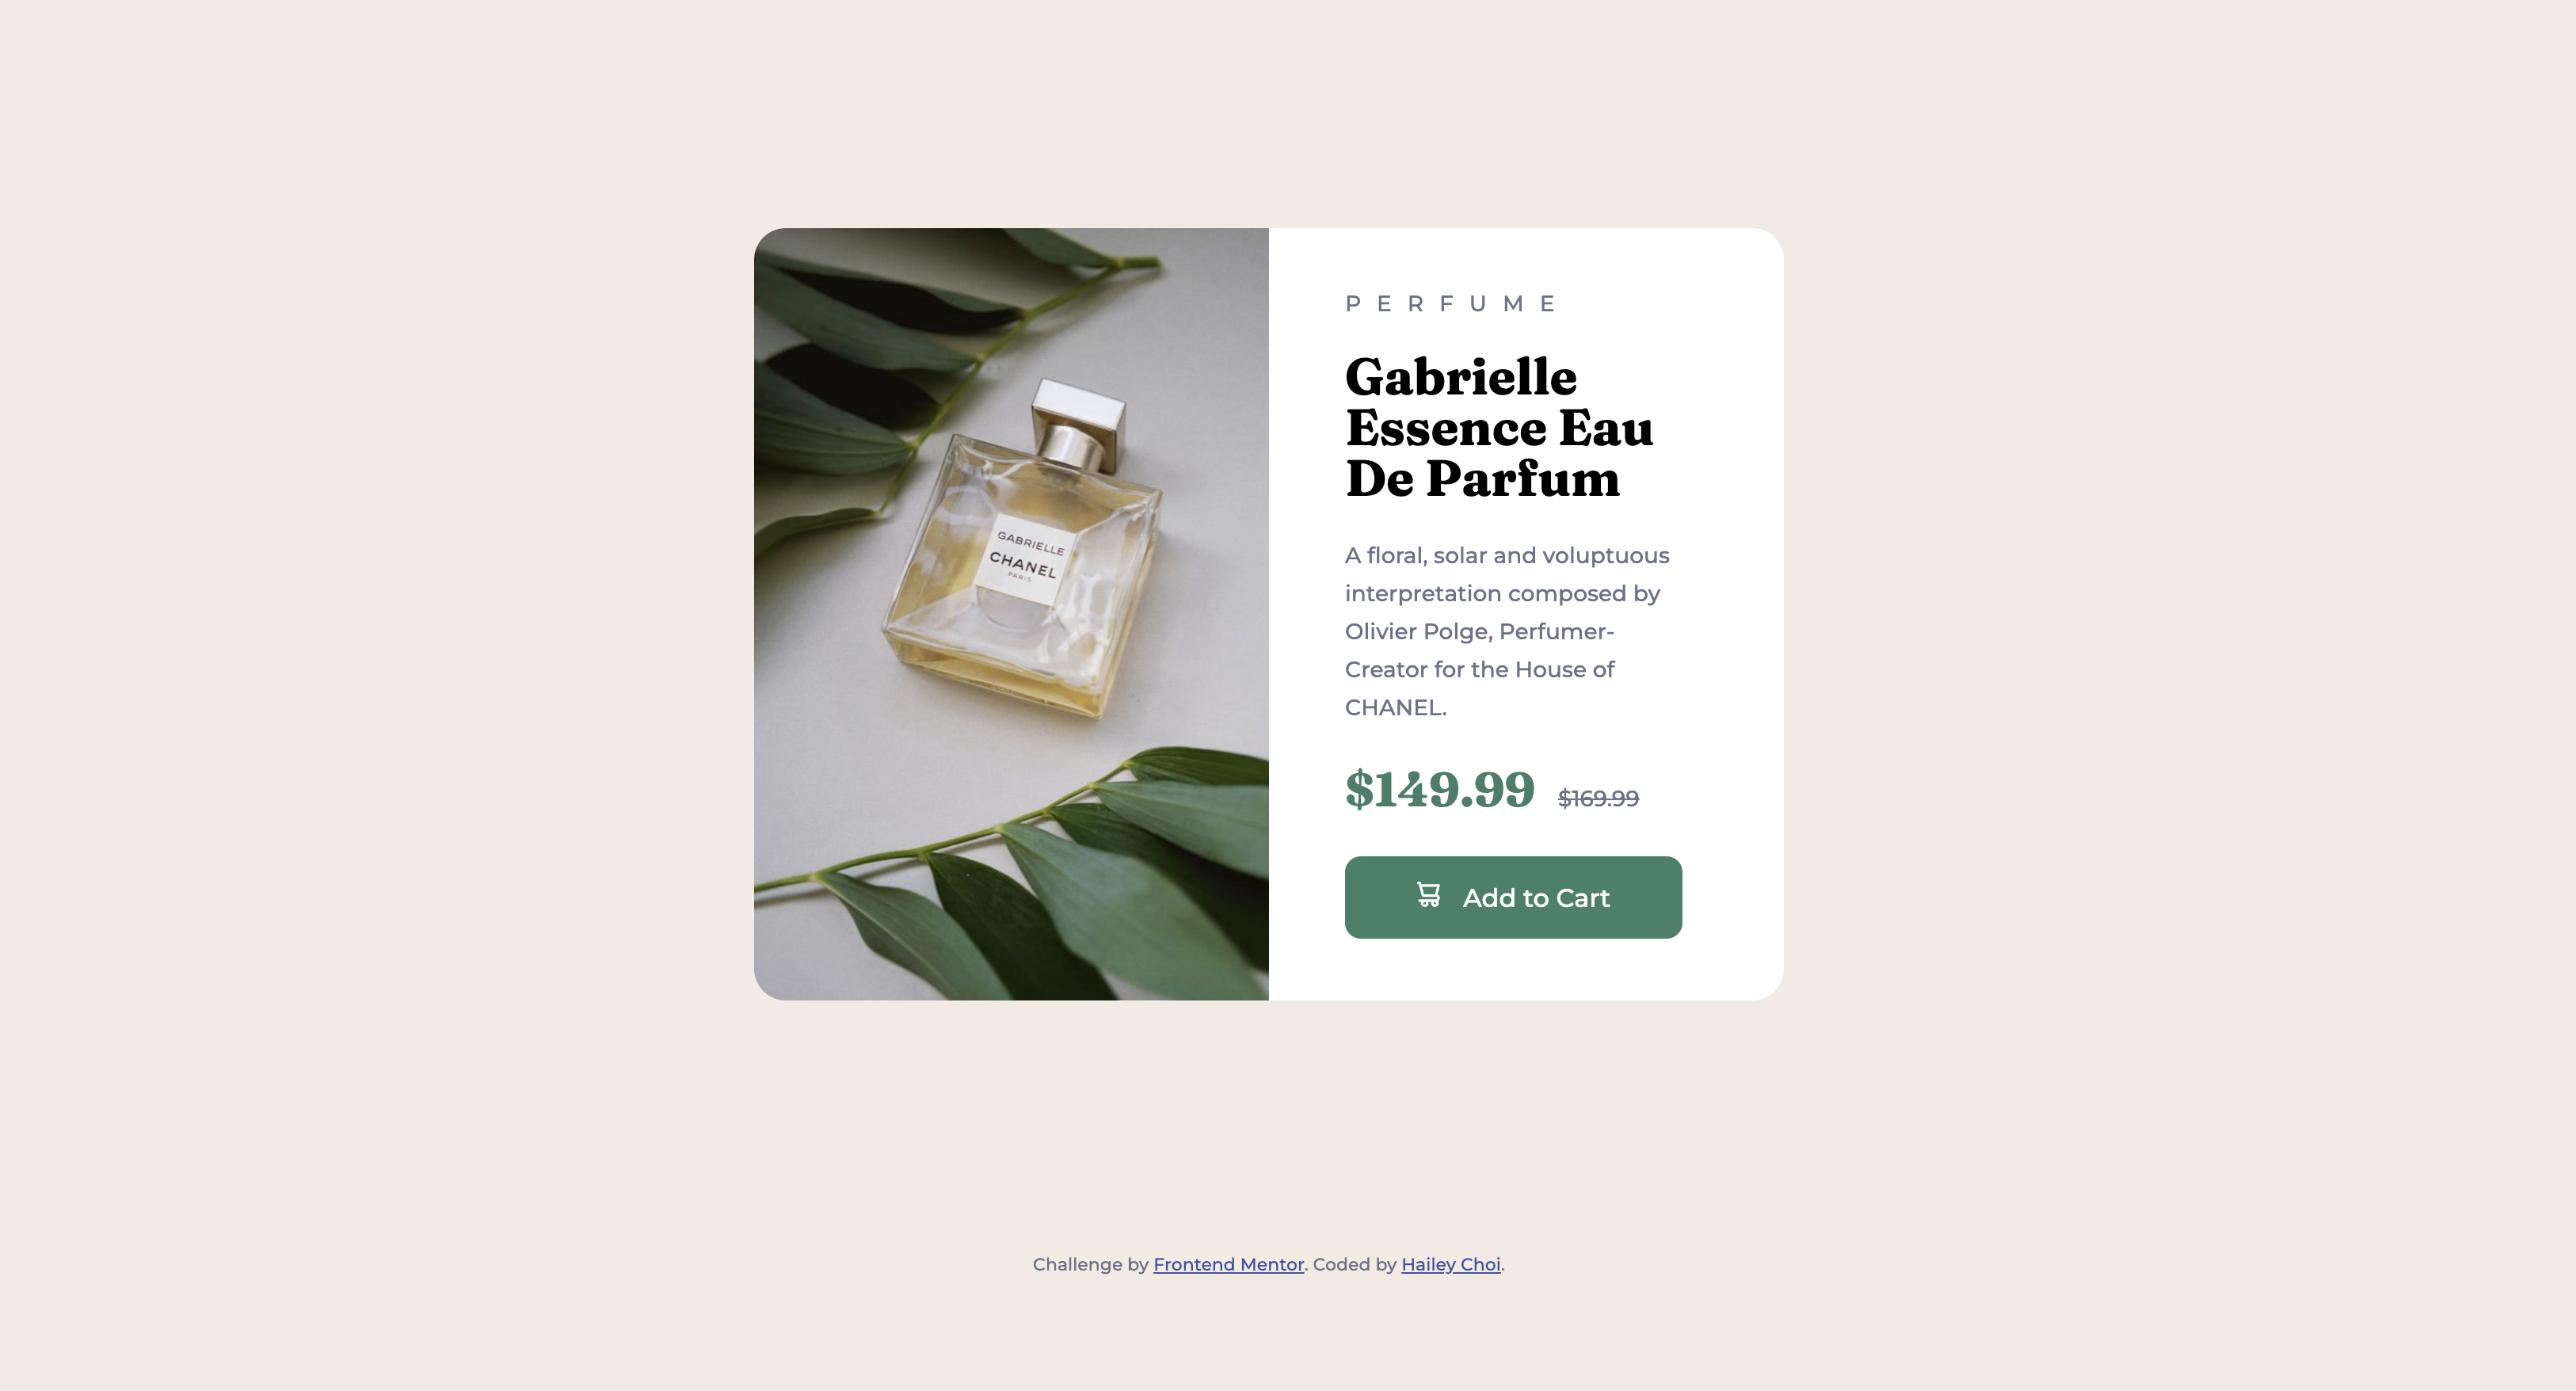 GABRIELLE
CHANEL
PARIS
P E R F U M E
Gabrielle
Essence Eau
De Parfum
A floral, solar and voluptuous
interpretation composed by
Olivier Polge, Perfumer-
Creator for the House of
CHANEL.
$149.99 $169.99
Add to Cart
Challenge by Frontend Mentor. Coded by Hailey Choi.